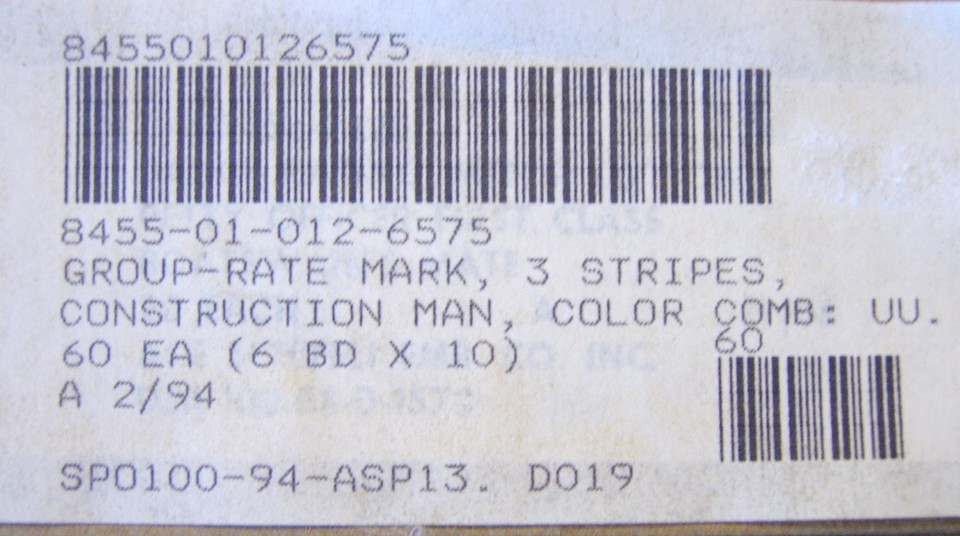 8455010126575
8455-01-012-6575
GROUP-RATE MARK, 3 STRIPES,
CONSTRUCTION MAN, COLOR COMB: UU.
60
60 EA (6 BD X 10)
A 2/94
SP0100-94-ASP13. D019